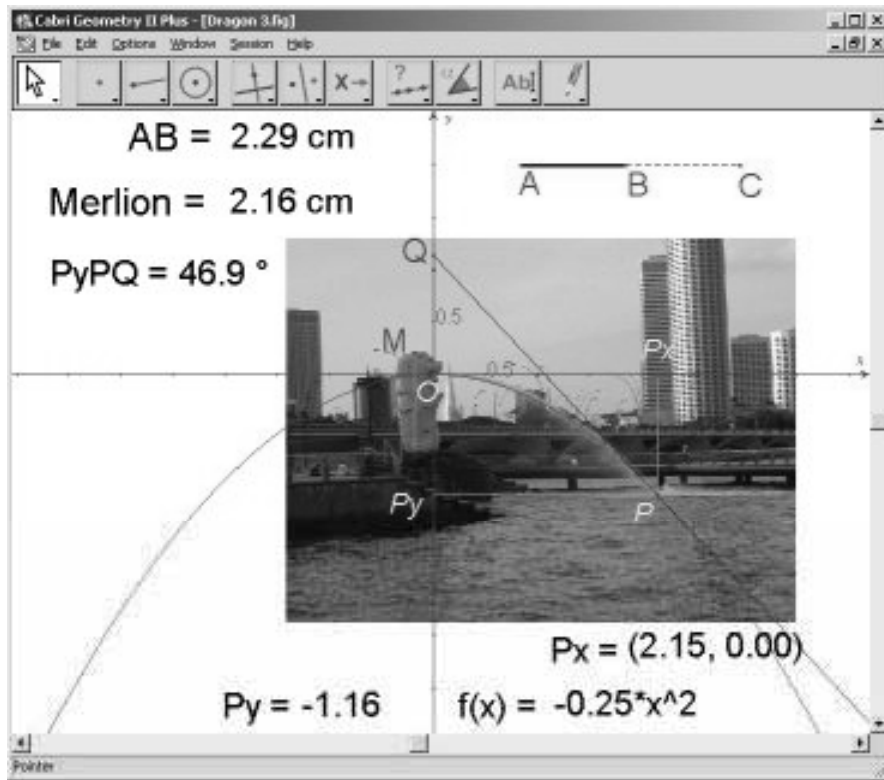 Cabri Geometry II Plus - [Dragon 3.fig]
File Edit Options Window Session Help
X→ ? α Ab
AB = 2.29 cm
y
A B C
Merlion = 2.16 cm
Q
PyPQ = 46.9 °
0.5
-M
Px
0.5
x
O
Py
P
Px = (2.15, 0.00)
Py = -1.16
f(x) = -0.25*x^2
Pointer